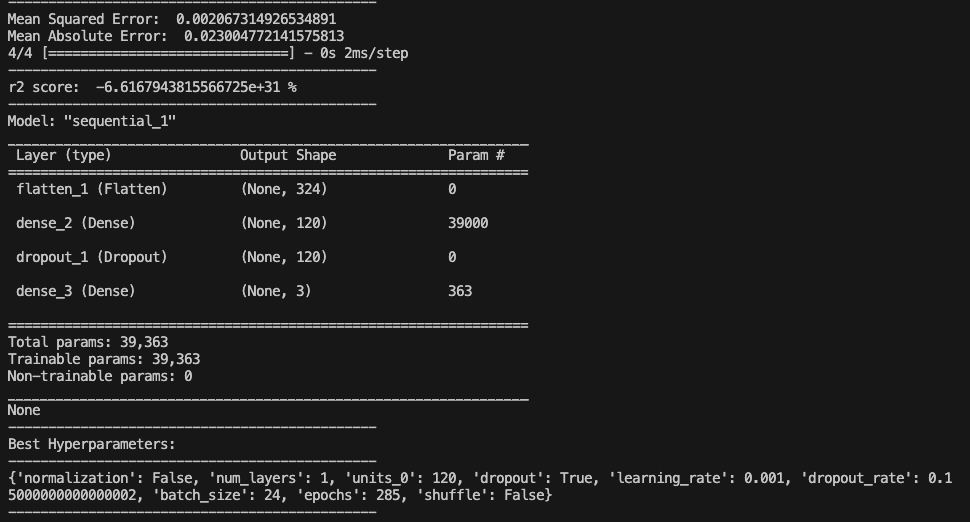 -----------------------------------------------
Mean Squared Error:  0.002067314926534891
Mean Absolute Error:  0.023004772141575813
4/4 [==============================] - 0s 2ms/step
-----------------------------------------------
r2 score:  -6.6167943815566725e+31 %
-----------------------------------------------
Model: "sequential_1"
_________________________________________________________________
Layer (type)                Output Shape              Param #
=================================================================
flatten_1 (Flatten)         (None, 324)               0
dense_2 (Dense)             (None, 120)               39000
dropout_1 (Dropout)         (None, 120)               0
dense_3 (Dense)             (None, 3)                 363
=================================================================
Total params: 39,363
Trainable params: 39,363
Non-trainable params: 0
_________________________________________________________________
None
-----------------------------------------------
Best Hyperparameters:
-----------------------------------------------
{'normalization': False, 'num_layers': 1, 'units_0': 120, 'dropout': True, 'learning_rate': 0.001, 'dropout_rate': 0.1
5000000000000002, 'batch_size': 24, 'epochs': 285, 'shuffle': False}
-----------------------------------------------